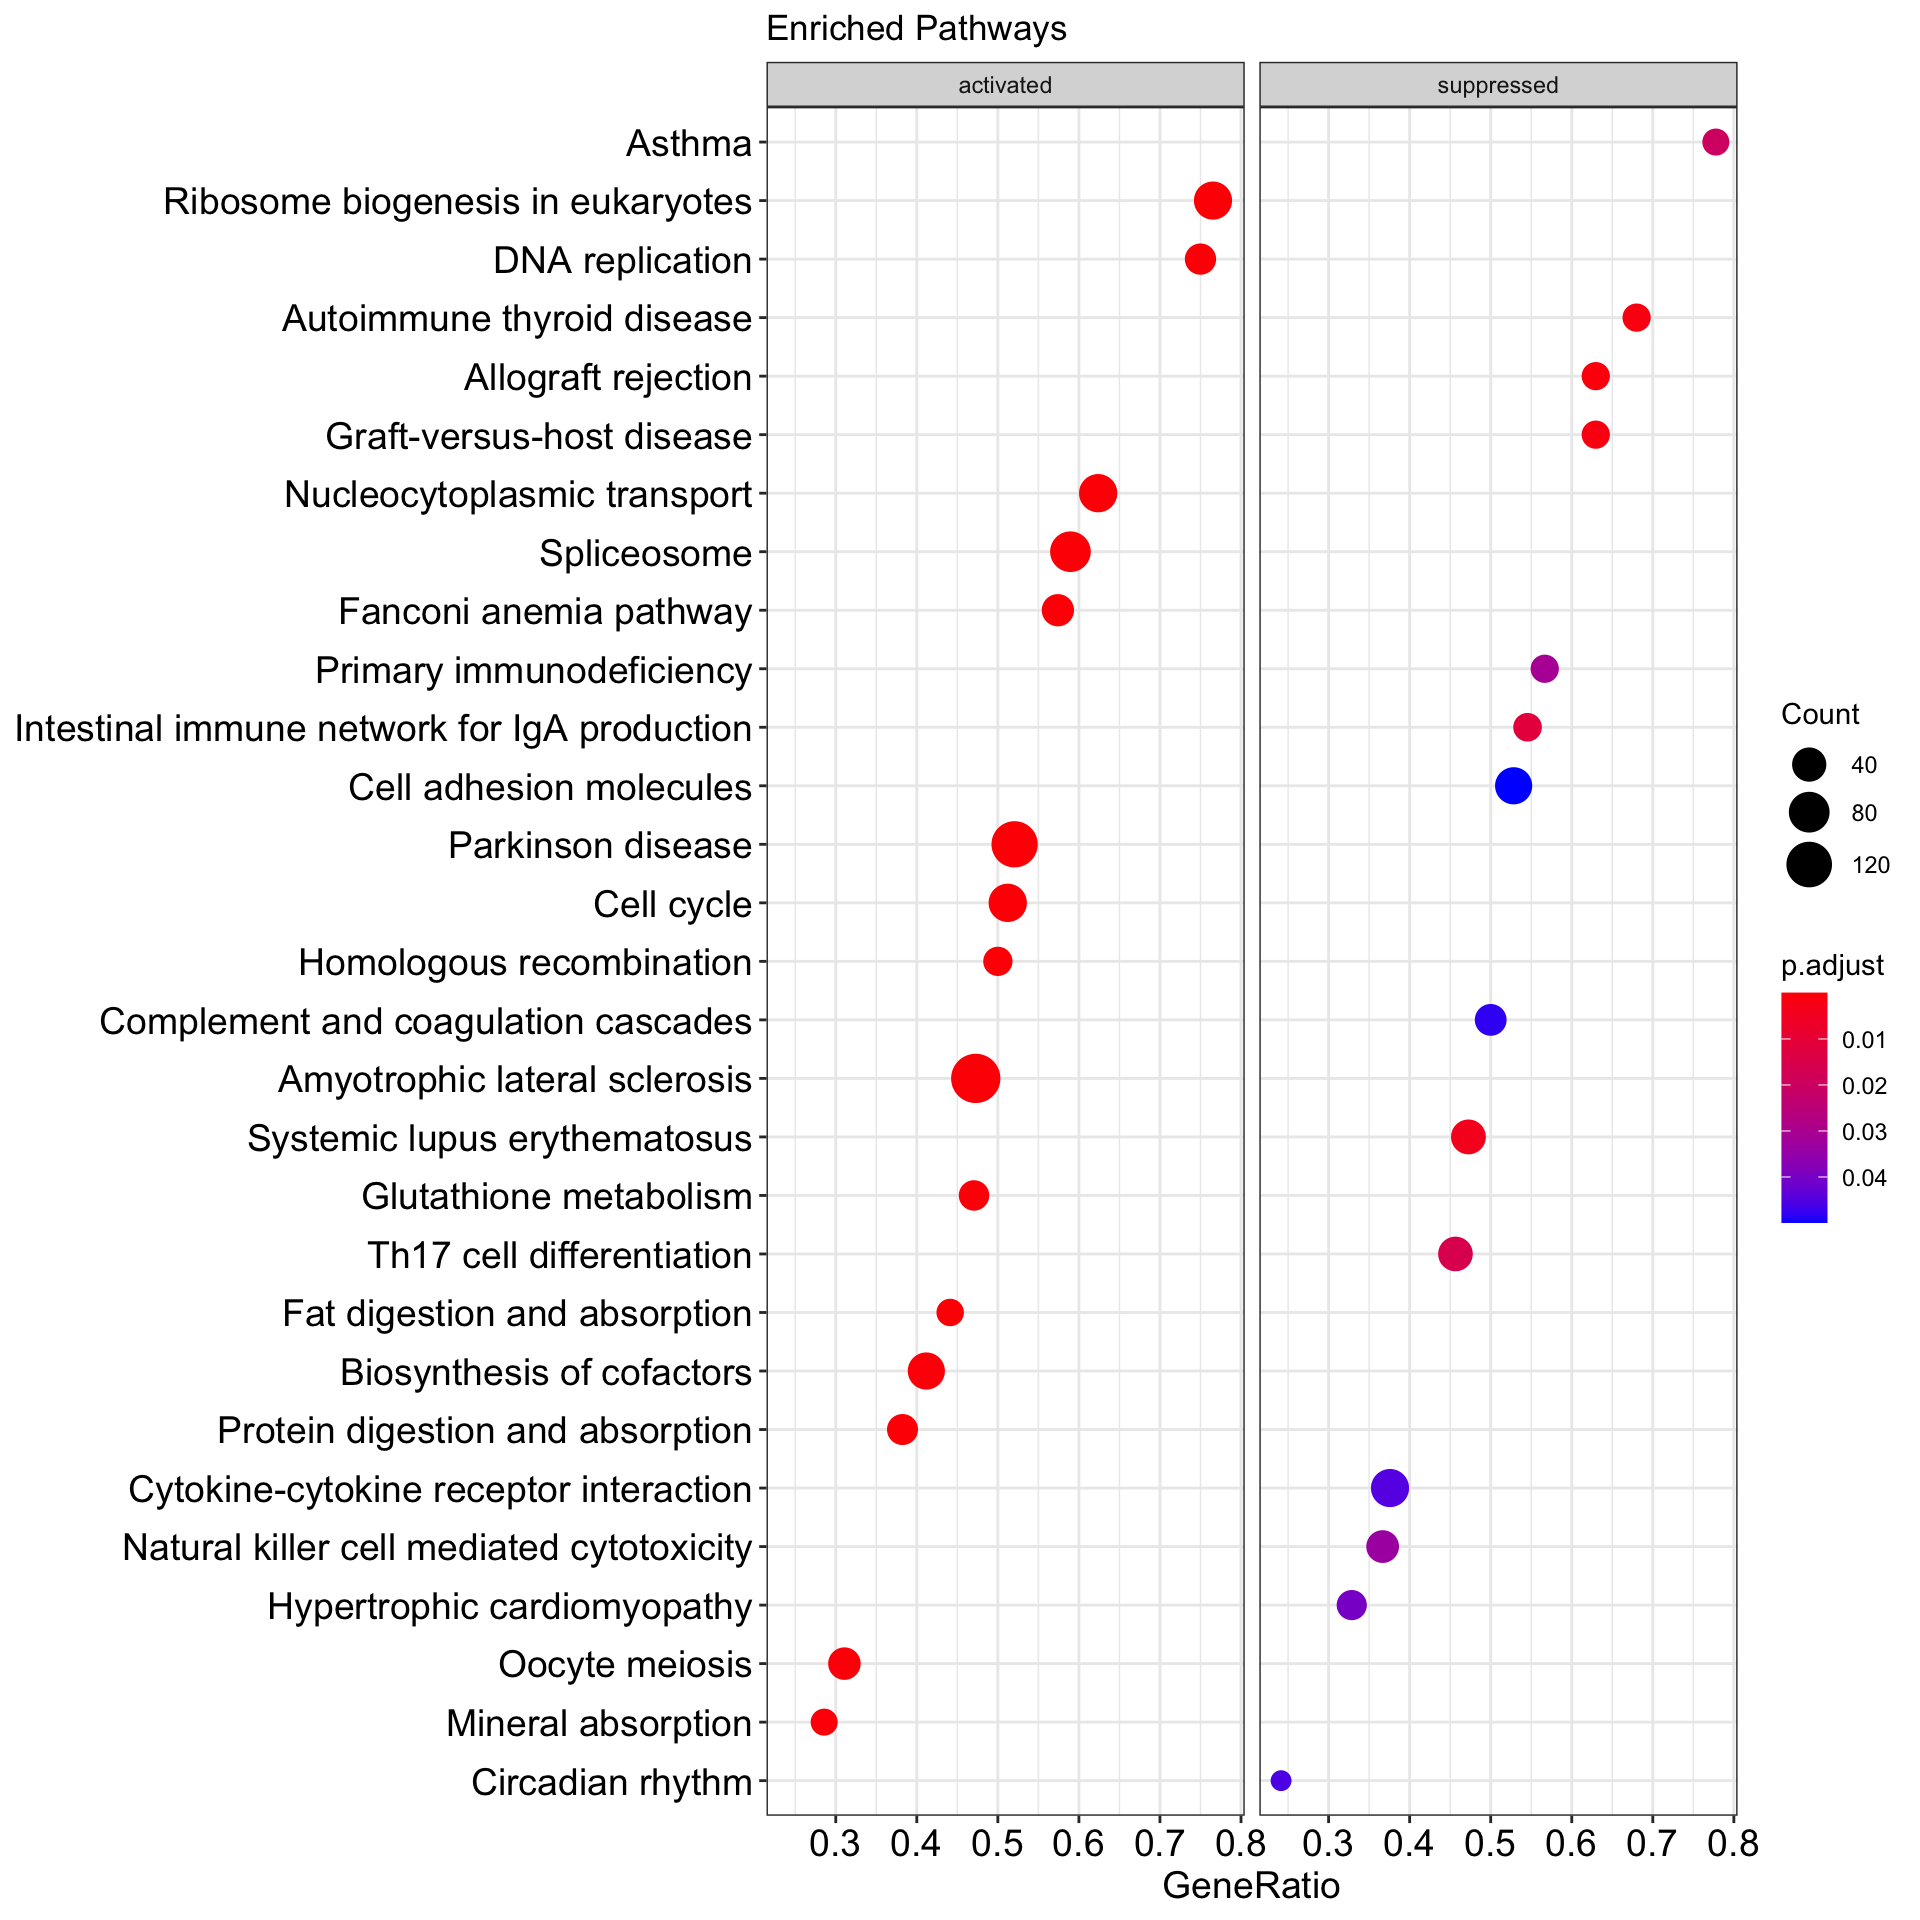 Enriched Pathways
activated
suppressed
Asthma
Ribosome biogenesis in eukaryotes
DNA replication
Autoimmune thyroid disease
Allograft rejection
Graft-versus-host disease
Nucleocytoplasmic transport
Spliceosome
Fanconi anemia pathway
Primary immunodeficiency
Intestinal immune network for IgA production
Cell adhesion molecules
Parkinson disease
Cell cycle
Homologous recombination
Complement and coagulation cascades
Amyotrophic lateral sclerosis
Systemic lupus erythematosus
Glutathione metabolism
Th17 cell differentiation
Fat digestion and absorption
Biosynthesis of cofactors
Protein digestion and absorption
Cytokine-cytokine receptor interaction
Natural killer cell mediated cytotoxicity
Hypertrophic cardiomyopathy
Oocyte meiosis
Mineral absorption
Circadian rhythm
0.3 0.4 0.5 0.6 0.7 0.8
0.3 0.4 0.5 0.6 0.7 0.8
GeneRatio
Count
40
80
120
p.adjust
0.01
0.02
0.03
0.04